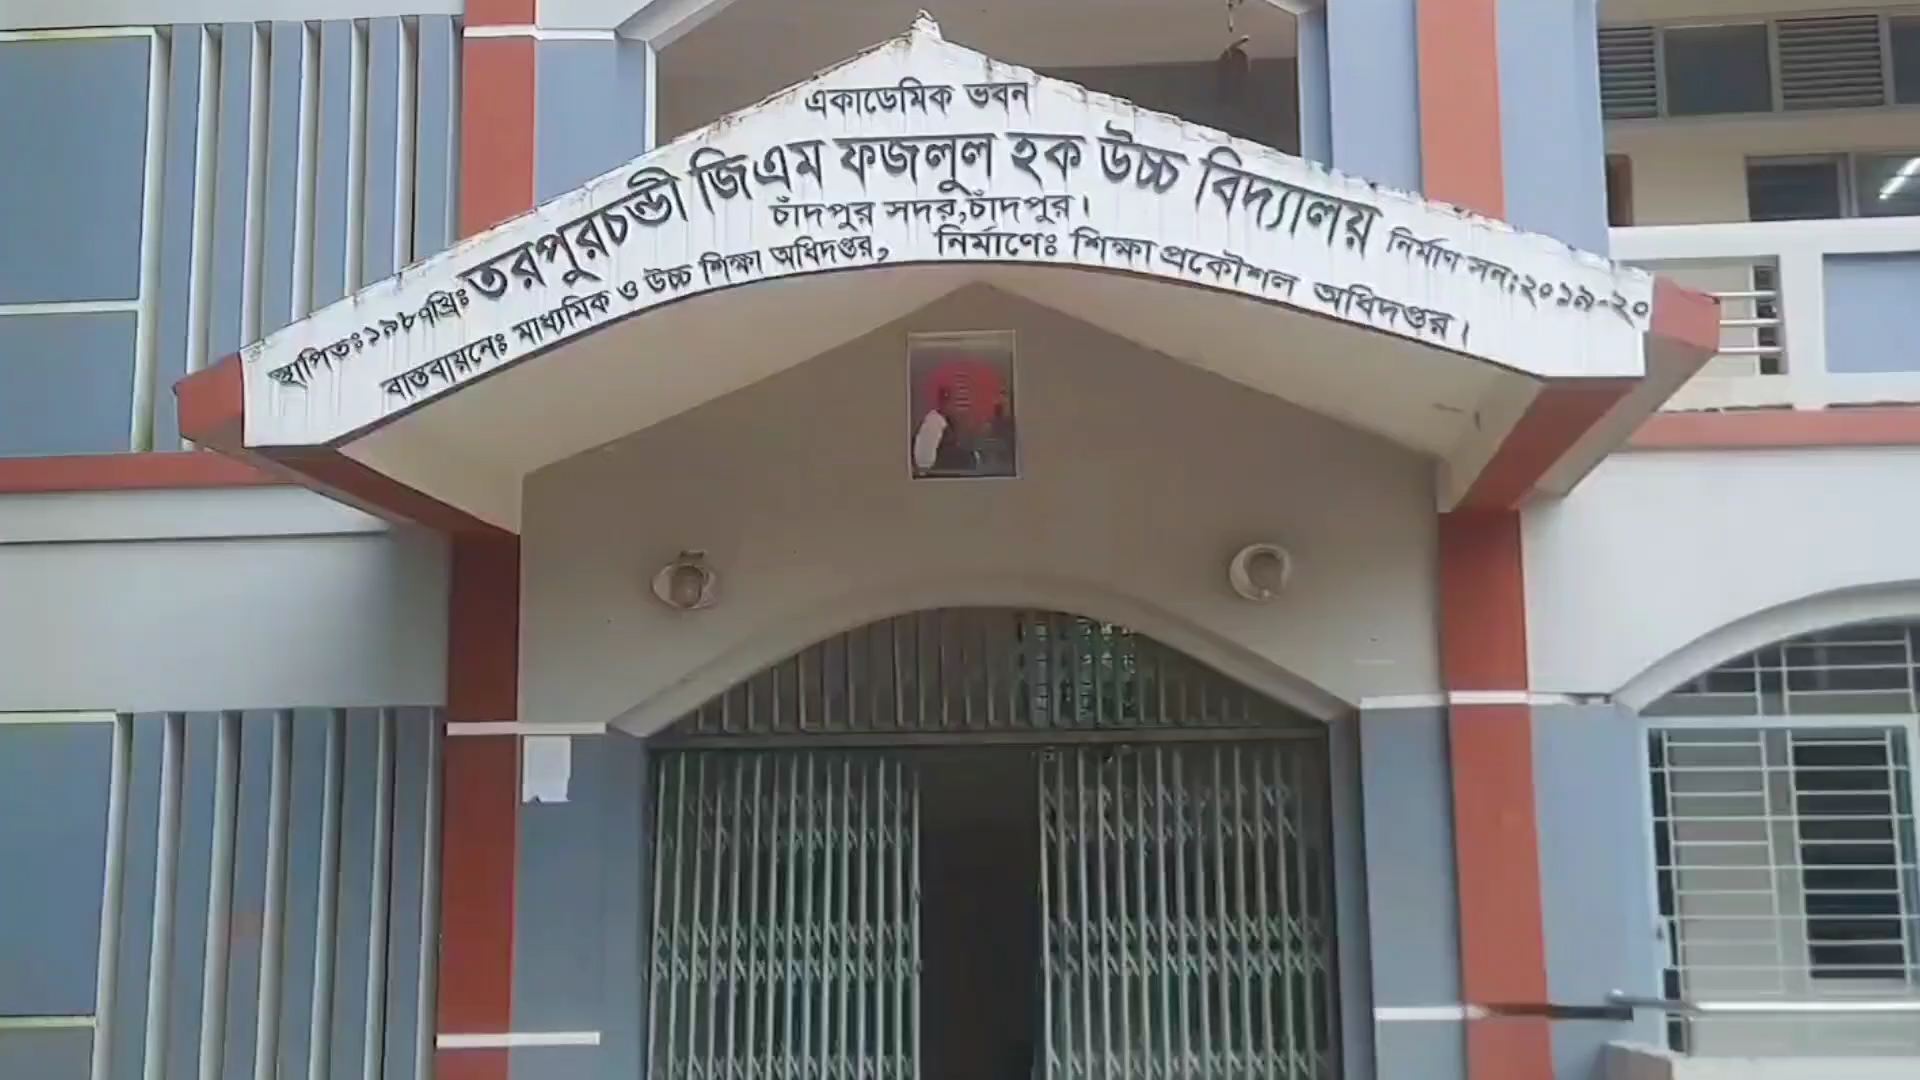 একাডেমিক ভবন
স্থাপিতঃ১৯৮৭খ্রিঃ তরপুরচন্ডী জিএম ফজলুল হক উচ্চ বিদ্যালয় নির্মাণ সন:২০১৯-২০
চাঁদপুর সদর,চাঁদপুর।
বাস্তবায়নেঃ মাধ্যমিক ও উচ্চ শিক্ষা অধিদপ্তর, নির্মাণেঃ শিক্ষা প্রকৌশল অধিদপ্তর।